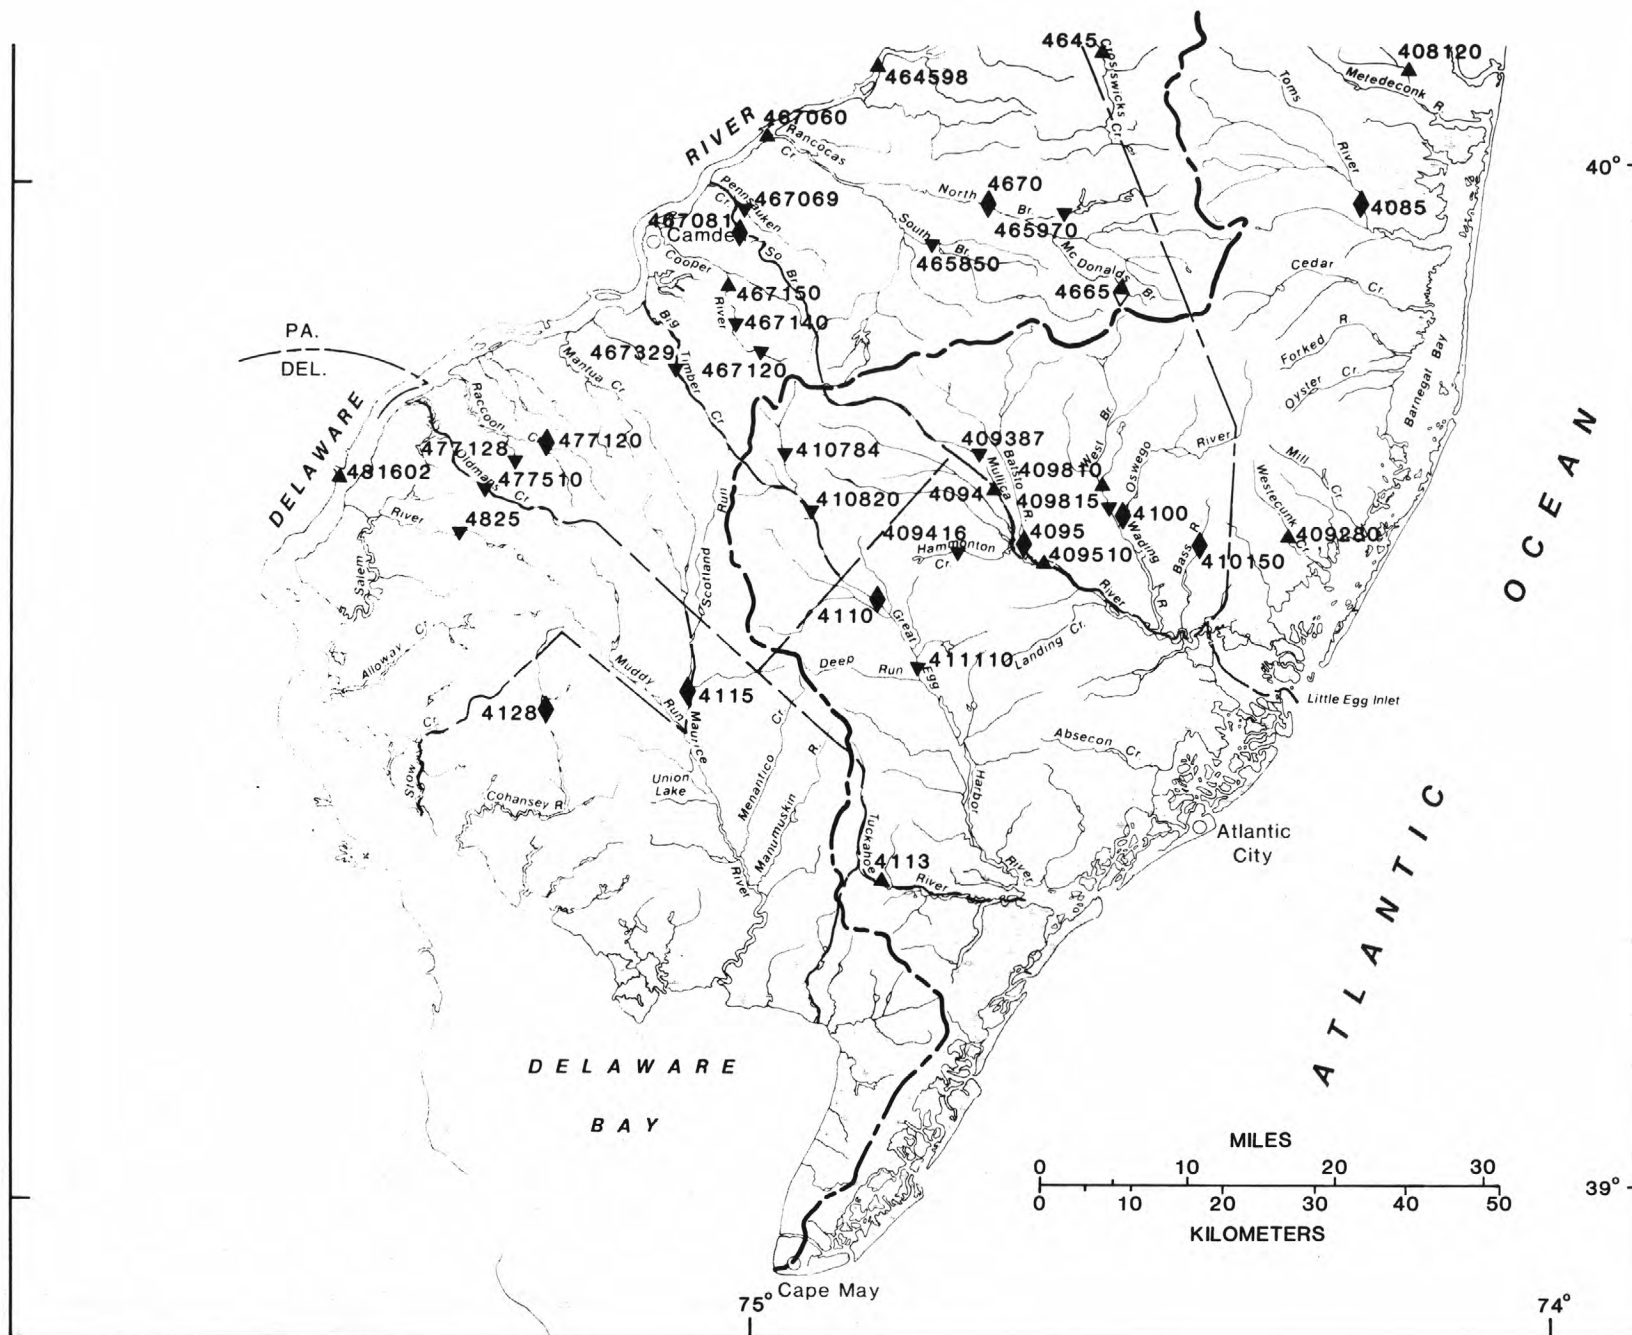 4645
408120
464598
Crosswicks Cr.
Toms
River
Metedeconk R.
467060
RIVER
Rancocas
Cr.
40°
Pennsauken
Cr.
467069
North
Br.
4670
465970
4085
467081
Camden
So. Br.
South
Br.
465850
Mc Donalds
Br.
4665
Cedar
Cr.
Cooper
River
467150
467140
467120
Forked R.
Oyster Cr.
Barnegat Bay
PA.
DEL.
Big
Timber
Cr.
467329
Mantua Cr.
DELAWARE
Raccoon
Cr.
477120
477128
Oldmans
Cr.
477510
481602
River
Salem
4825
410784
409387
Batsto
R.
Mullica
4094
West
Br.
Oswego
River
409810
409815
4100
Mill
Cr.
Westecunk
Cr.
409280
Run
Scotland
410820
409416
Hammonton
Cr.
4095
409510
River
Wading
R.
Bass R.
410150
OCEAN
Alloway Cr.
4110
Great
Egg
Harbor
River
Landing Cr.
Deep
Run
411110
Muddy
Run
4115
Maurice
River
4128
Little Egg Inlet
Absecon Cr.
Stow
Cr.
Union
Lake
Menantico
Cr.
Manumuskin
R.
Cohansey R.
Tuckahoe
River
4113
Atlantic
City
ATLANTIC
DELAWARE
BAY
MILES
0 10 20 30
0 10 20 30 40 50
KILOMETERS
39°
Cape May
75°
74°